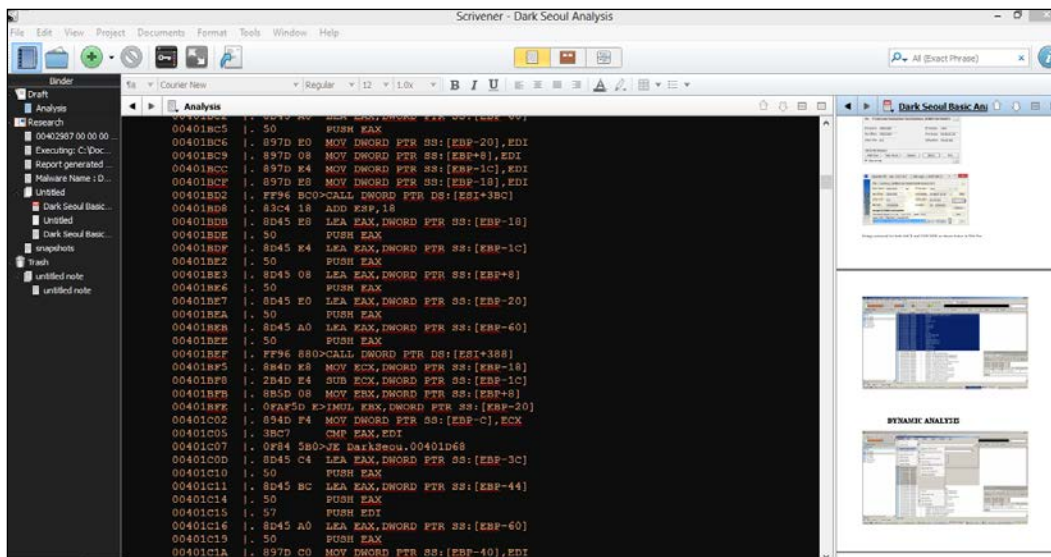 Scrivener - Dark Seoul Analysis
File Edit View Project Documents Format Tools Window Help
All (Exact Phrase)
Binder
Draft
Analysis
Research
00402987 00 00 00 ...
Executing: C:\Doc...
Report generated ...
Malware Name : D...
Untitled
Dark Seoul Basic...
Untitled
Dark Seoul Basic...
snapshots
Trash
untitled note
untitled note
Courier New Regular 12 1.0x B I U A
Analysis
00401BC5 |. 50 PUSH EAX
00401BC6 |. 897D E0 MOV DWORD PTR SS:[EBP-20],EDI
00401BC9 |. 897D 08 MOV DWORD PTR SS:[EBP+8],EDI
00401BCC |. 897D E4 MOV DWORD PTR SS:[EBP-1C],EDI
00401BCF |. 897D E8 MOV DWORD PTR SS:[EBP-18],EDI
00401BD2 |. FF96 BC0>CALL DWORD PTR DS:[ESI+3BC]
00401BD8 |. 83C4 18 ADD ESP,18
00401BDB |. 8D45 E8 LEA EAX,DWORD PTR SS:[EBP-18]
00401BDE |. 50 PUSH EAX
00401BDF |. 8D45 E4 LEA EAX,DWORD PTR SS:[EBP-1C]
00401BE2 |. 50 PUSH EAX
00401BE3 |. 8D45 08 LEA EAX,DWORD PTR SS:[EBP+8]
00401BE6 |. 50 PUSH EAX
00401BE7 |. 8D45 E0 LEA EAX,DWORD PTR SS:[EBP-20]
00401BEA |. 50 PUSH EAX
00401BEB |. 8D45 A0 LEA EAX,DWORD PTR SS:[EBP-60]
00401BEE |. 50 PUSH EAX
00401BEF |. FF96 880>CALL DWORD PTR DS:[ESI+388]
00401BF5 |. 8B4D E8 MOV ECX,DWORD PTR SS:[EBP-18]
00401BF8 |. 2B4D E4 SUB ECX,DWORD PTR SS:[EBP-1C]
00401BFB |. 8B5D 08 MOV EBX,DWORD PTR SS:[EBP+8]
00401BFE |. 0FAF5D E>IMUL EBX,DWORD PTR SS:[EBP-20]
00401C02 |. 894D F4 MOV DWORD PTR SS:[EBP-C],ECX
00401C05 |. 3BC7 CMP EAX,EDI
00401C07 |. 0F84 5B0>JE DarkSeou.00401D68
00401C0D |. 8D45 C4 LEA EAX,DWORD PTR SS:[EBP-3C]
00401C10 |. 50 PUSH EAX
00401C11 |. 8D45 BC LEA EAX,DWORD PTR SS:[EBP-44]
00401C14 |. 50 PUSH EAX
00401C15 |. 57 PUSH EDI
00401C16 |. 8D45 A0 LEA EAX,DWORD PTR SS:[EBP-60]
00401C19 |. 50 PUSH EAX
00401C1A |. 897D C0 MOV DWORD PTR SS:[EBP-40],EDI
Dark Seoul Basic Ana
DYNAMIC ANALYSIS